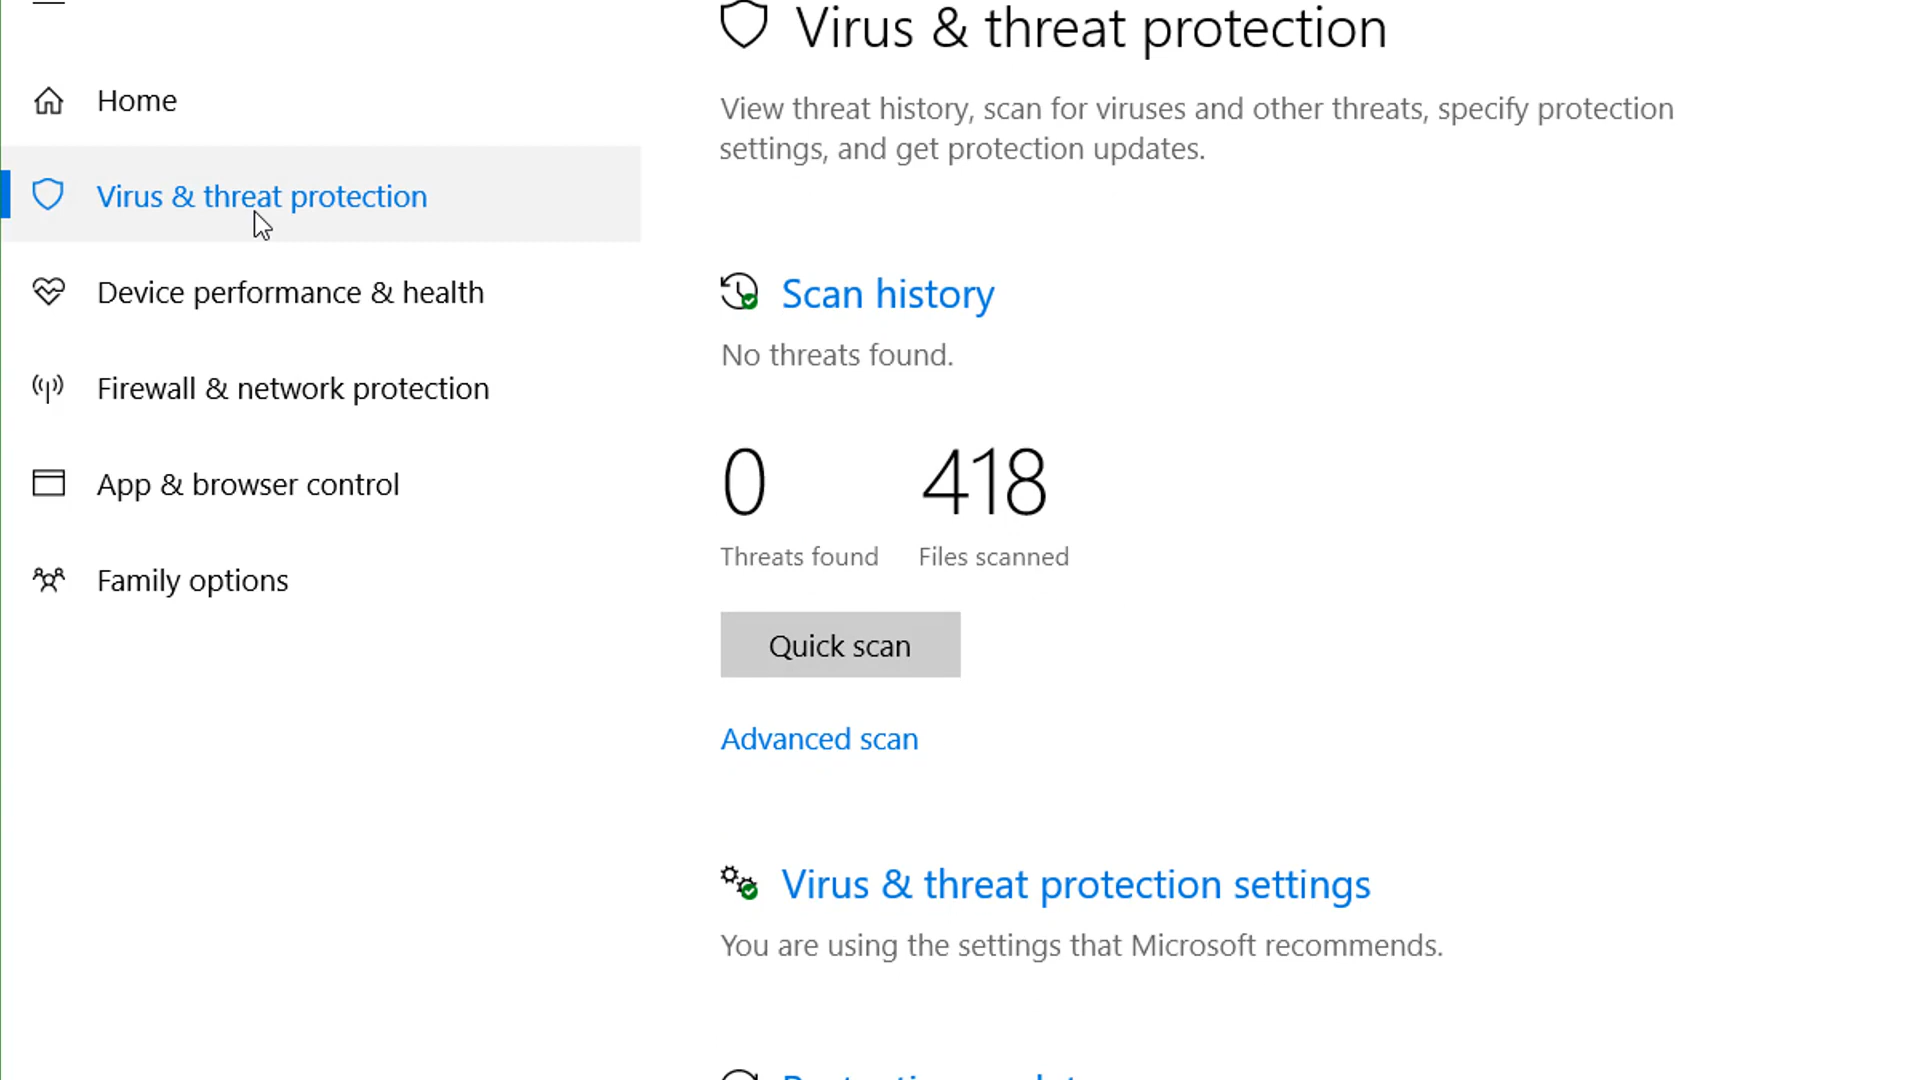 Home
Virus & threat protection
Device performance & health
Firewall & network protection
App & browser control
Family options
Virus & threat protection
View threat history, scan for viruses and other threats, specify protection
settings, and get protection updates.
Scan history
No threats found.
0 418
Threats found Files scanned
Quick scan
Advanced scan
Virus & threat protection settings
You are using the settings that Microsoft recommends.